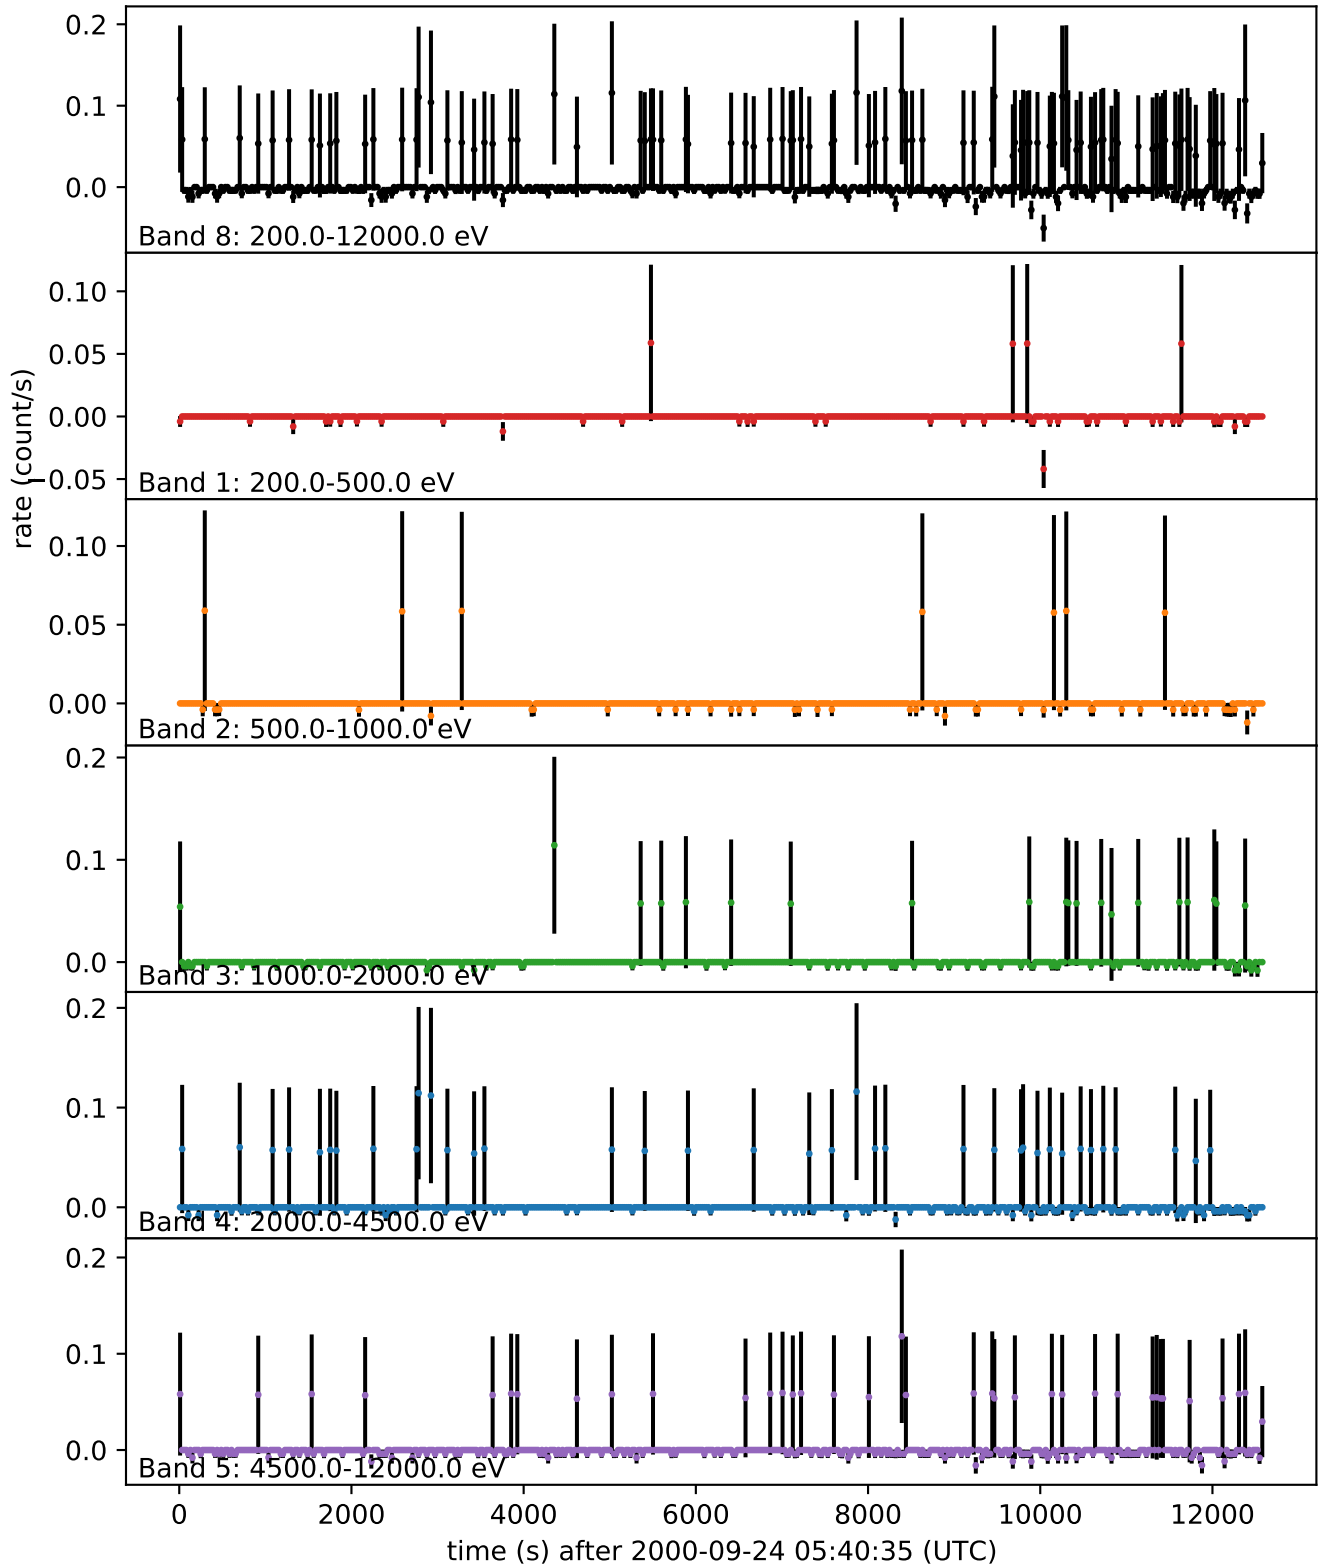 0.2
0.1
0.0
Band 8: 200.0-12000.0 eV
0.10
0.05
0.00
−0.05
Band 1: 200.0-500.0 eV
rate (count/s)
0.10
0.05
0.00
Band 2: 500.0-1000.0 eV
0.2
0.1
0.0
Band 3: 1000.0-2000.0 eV
0.2
0.1
0.0
Band 4: 2000.0-4500.0 eV
0.2
0.1
0.0
Band 5: 4500.0-12000.0 eV
0 2000 4000 6000 8000 10000 12000
time (s) after 2000-09-24 05:40:35 (UTC)